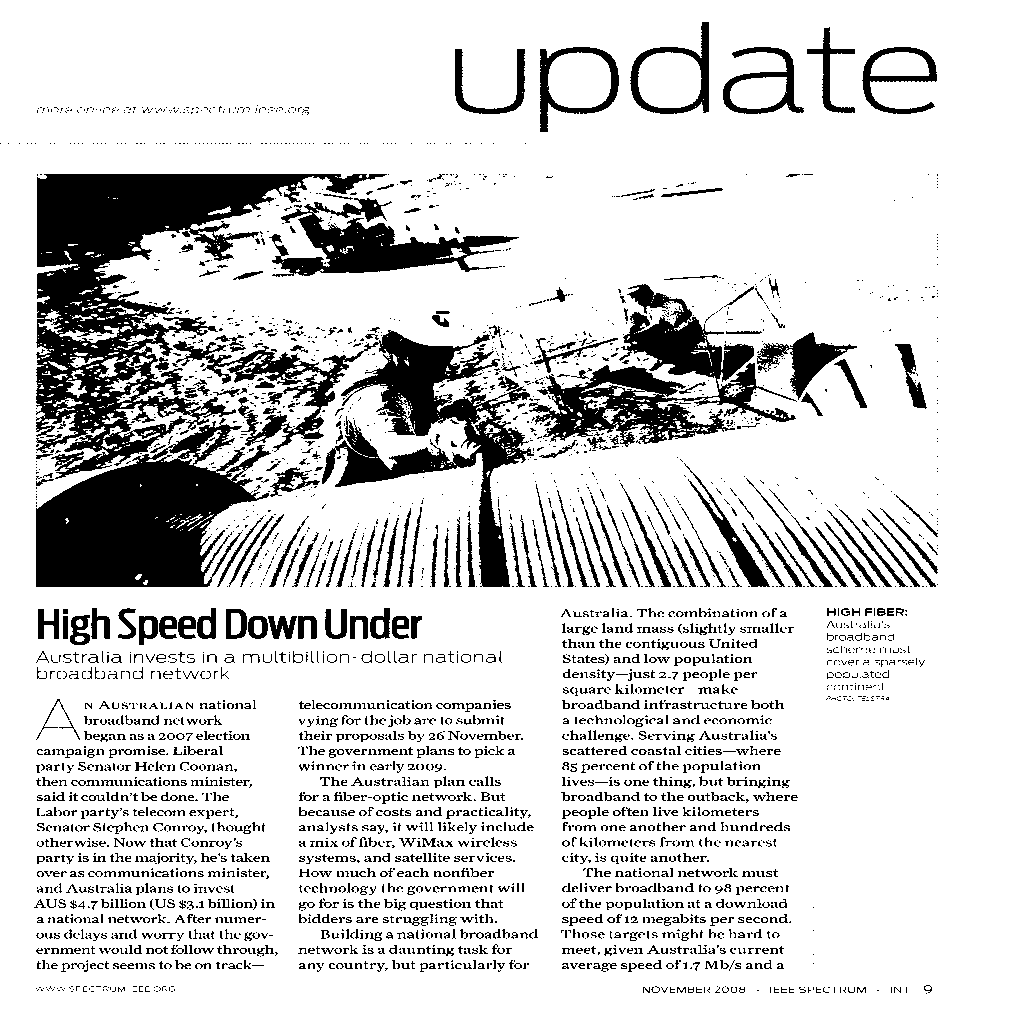 update
more online at www.spectrum.ieee.org
High Speed Down Under
Australia invests in a multibillion-dollar national
broadband network
AN AUSTRALIAN national
broadband network
began as a 2007 election
campaign promise. Liberal
party Senator Helen Coonan,
then communications minister,
said it couldn't be done. The
Labor party's telecom expert,
Senator Stephen Conroy, thought
otherwise. Now that Conroy's
party is in the majority, he's taken
over as communications minister,
and Australia plans to invest
AUS $4.7 billion (US $3.1 billion) in
a national network. After numer-
ous delays and worry that the gov-
ernment would not follow through,
the project seems to be on track—
telecommunication companies
vying for the job are to submit
their proposals by 26 November.
The government plans to pick a
winner in early 2009.
The Australian plan calls
for a fiber-optic network. But
because of costs and practicality,
analysts say, it will likely include
a mix of fiber, WiMax wireless
systems, and satellite services.
How much of each nonfiber
technology the government will
go for is the big question that
bidders are struggling with.
Building a national broadband
network is a daunting task for
any country, but particularly for
Australia. The combination of a
large land mass (slightly smaller
than the contiguous United
States) and low population
density—just 2.7 people per
square kilometer—make
broadband infrastructure both
a technological and economic
challenge. Serving Australia's
scattered coastal cities—where
85 percent of the population
lives—is one thing, but bringing
broadband to the outback, where
people often live kilometers
from one another and hundreds
of kilometers from the nearest
city, is quite another.
The national network must
deliver broadband to 98 percent
of the population at a download
speed of 12 megabits per second.
Those targets might be hard to
meet, given Australia's current
average speed of 1.7 Mb/s and a
HIGH FIBER:
Australia's
broadband
scheme must
cover a sparsely
populated
continent.
PHOTO: TELSTRA
WWW.SPECTRUM.IEEE.ORG
NOVEMBER 2008 · IEEE SPECTRUM · INT 9